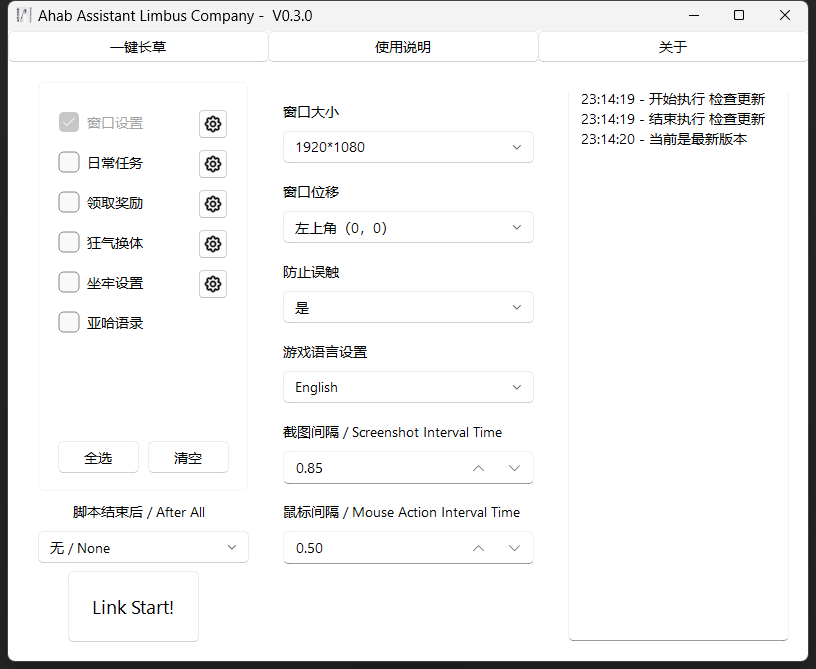 Ahab Assistant Limbus Company - V0.3.0
一键长草
使用说明
关于
窗口设置
日常任务
领取奖励
狂气换体
坐牢设置
亚哈语录
全选
清空
脚本结束后 / After All
无 / None
Link Start!
窗口大小
1920*1080
窗口位移
左上角（0，0）
防止误触
是
游戏语言设置
English
截图间隔 / Screenshot Interval Time
0.85
鼠标间隔 / Mouse Action Interval Time
0.50
23:14:19 - 开始执行 检查更新
23:14:19 - 结束执行 检查更新
23:14:20 - 当前是最新版本